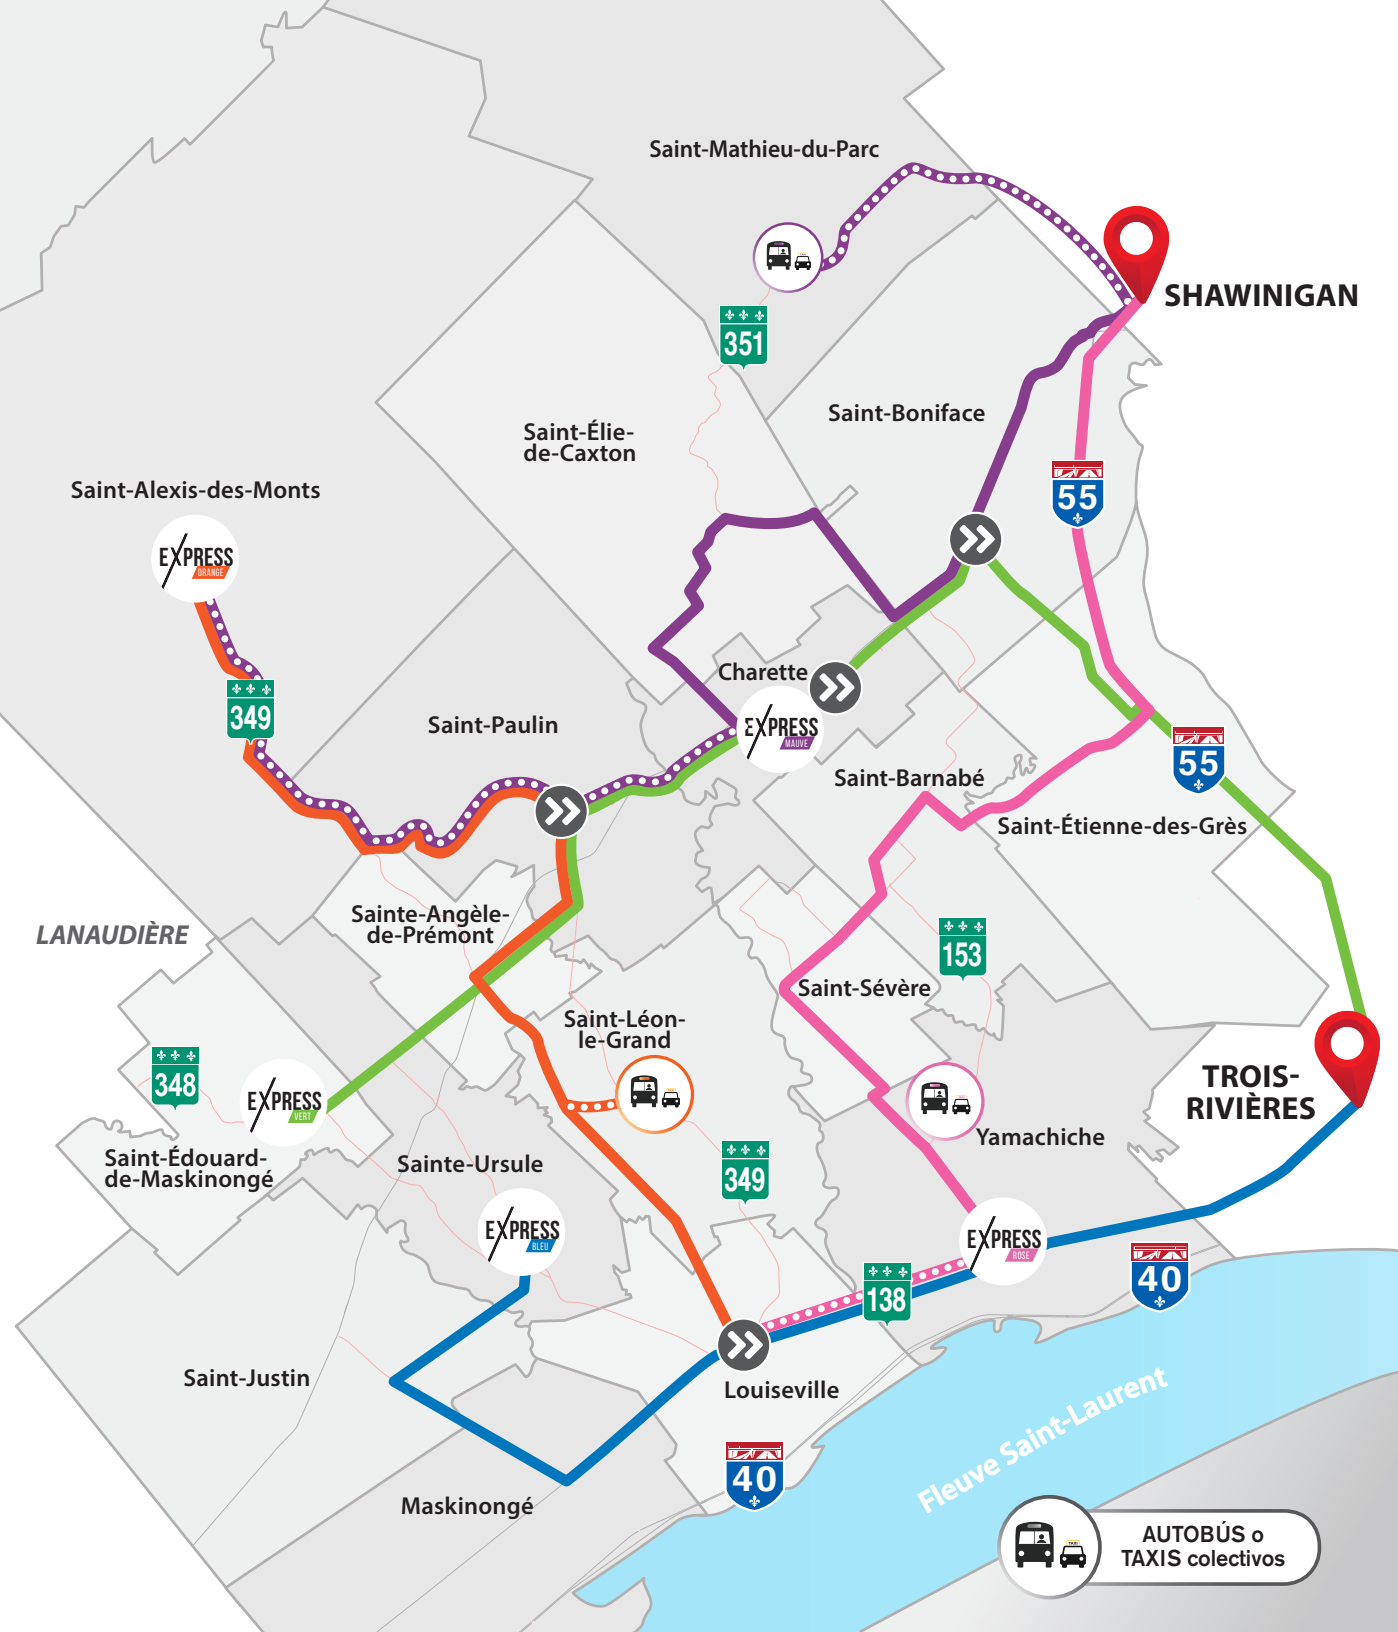 Saint-Mathieu-du-Parc
SHAWINIGAN
351
Saint-Boniface
Saint-Élie-
de-Caxton
Saint-Alexis-des-Monts
55
EXPRESS
ORANGE
Charette
349
Saint-Paulin
EXPRESS
MAUVE
55
Saint-Barnabé
Saint-Étienne-des-Grès
Sainte-Angèle-
de-Prémont
LANAUDIÈRE
153
Saint-Sévère
Saint-Léon-
le-Grand
348
EXPRESS
VERT
TROIS-
RIVIÈRES
TAXI
Yamachiche
Saint-Édouard-
de-Maskinongé
Sainte-Ursule
349
EXPRESS
BLEU
EXPRESS
ROSE
40
138
Saint-Justin
Louiseville
Fleuve Saint-Laurent
40
Maskinongé
TAXI
AUTOBÚS o
TAXIS colectivos